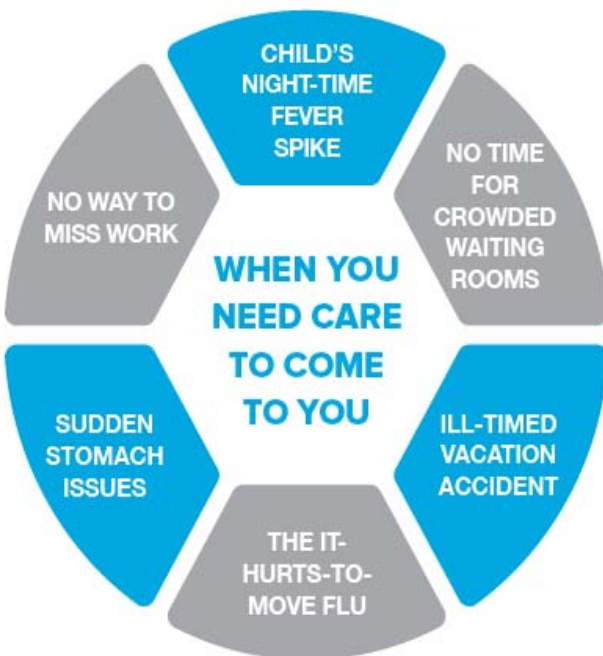 CHILD'S
NIGHT-TIME
FEVER
SPIKE
NO TIME
FOR
CROWDED
WAITING
ROOMS
ILL-TIMED
VACATION
ACCIDENT
THE IT-
HURTS-TO-
MOVE FLU
SUDDEN
STOMACH
ISSUES
NO WAY TO
MISS WORK
WHEN YOU
NEED CARE
TO COME
TO YOU